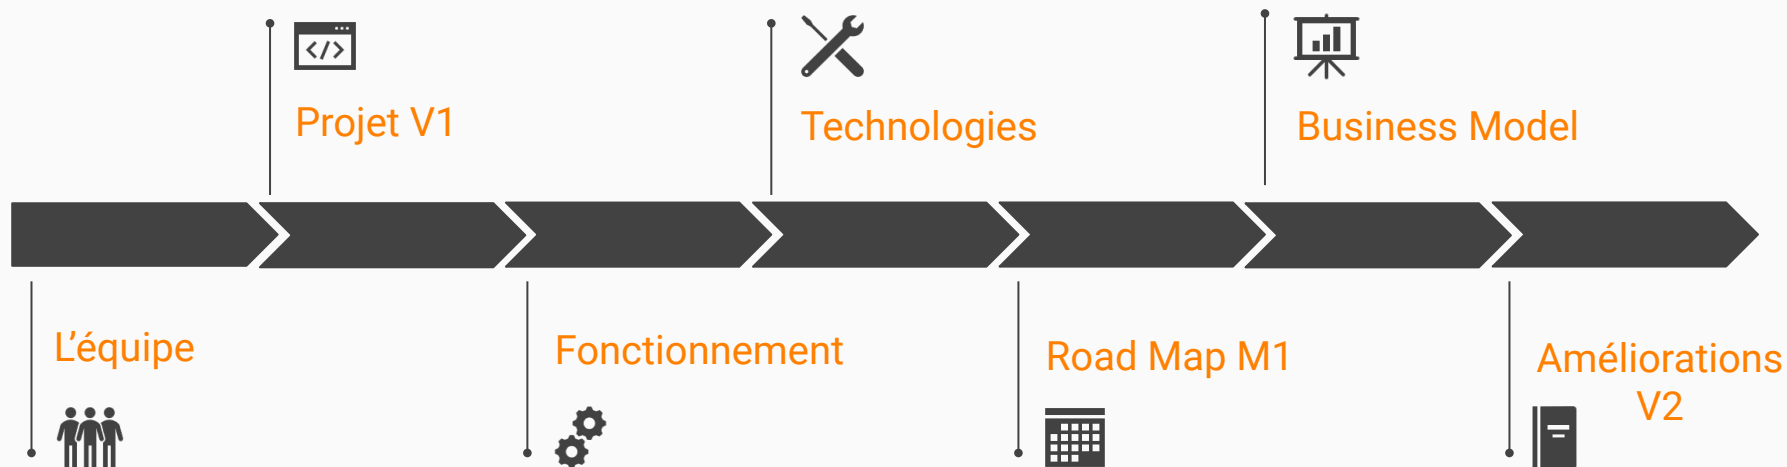 Projet V1
Technologies
Business Model
L’équipe
Fonctionnement
Road Map M1
Améliorations
V2